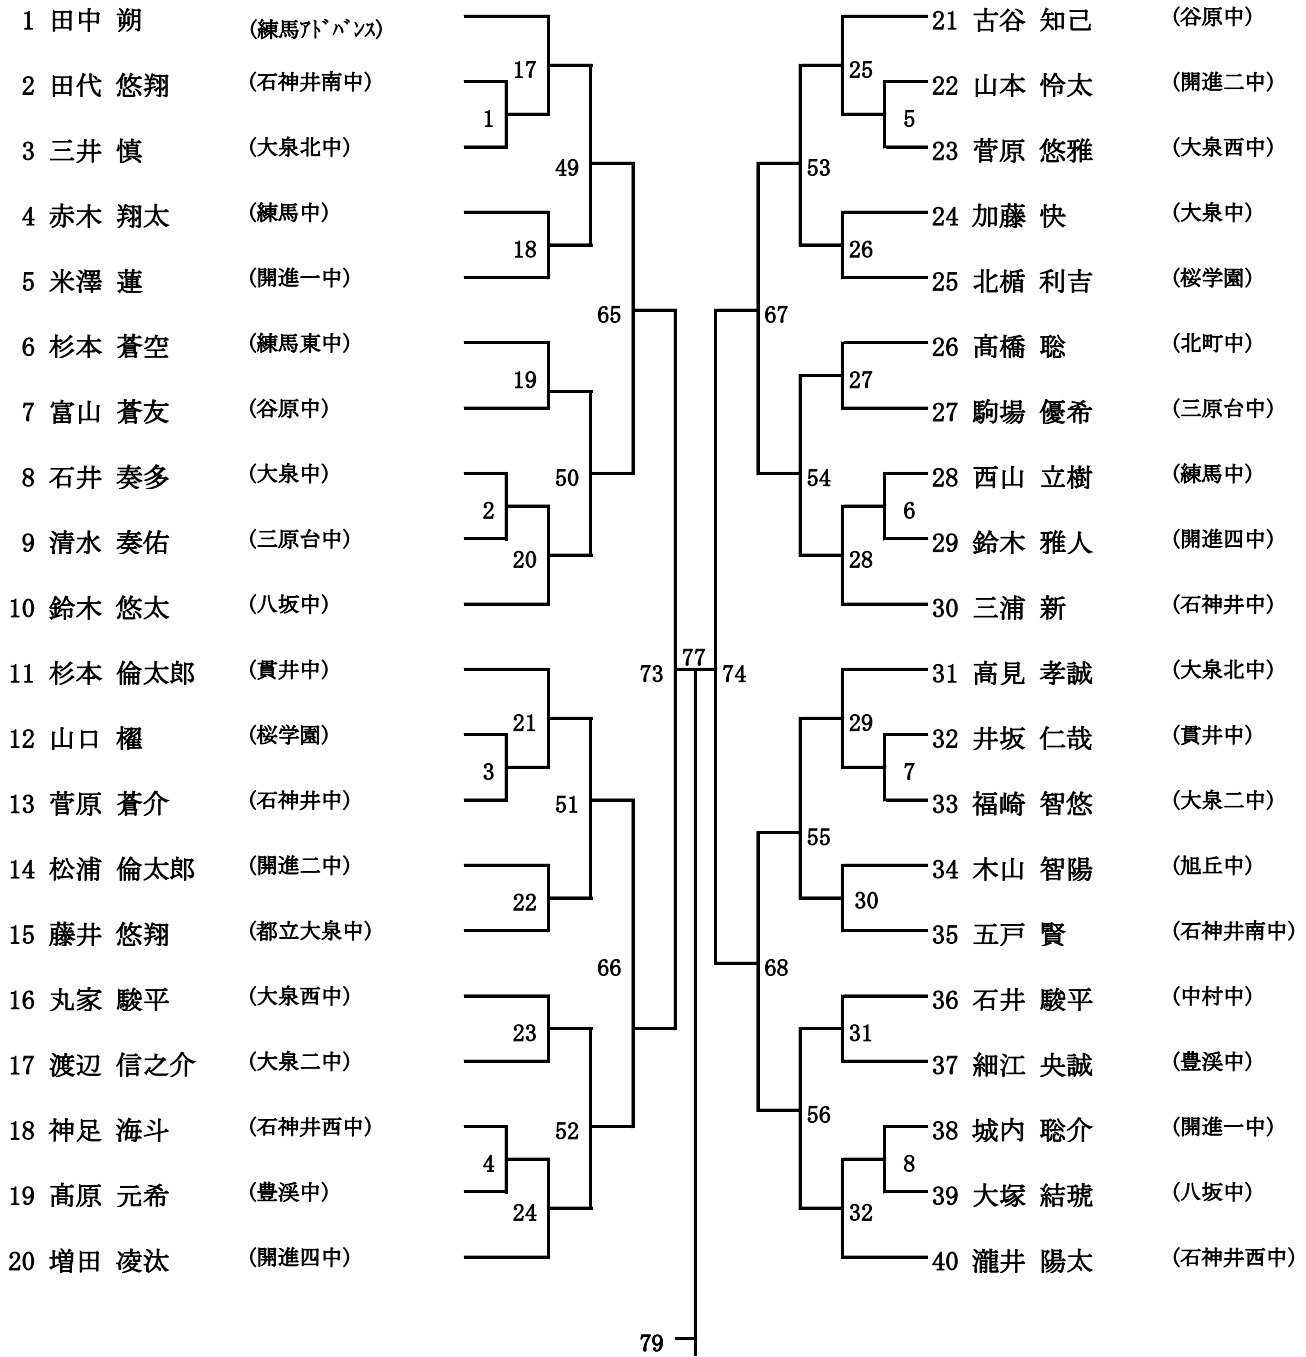 1 田中 朔 (練馬ｱﾄﾞﾊﾞﾝｽ)
2 田代 悠翔 (石神井南中)
3 三井 慎 (大泉北中)
4 赤木 翔太 (練馬中)
5 米澤 蓮 (開進一中)
6 杉本 蒼空 (練馬東中)
7 富山 蒼友 (谷原中)
8 石井 奏多 (大泉中)
9 清水 奏佑 (三原台中)
10 鈴木 悠太 (八坂中)
11 杉本 倫太郎 (貫井中)
12 山口 櫂 (桜学園)
13 菅原 蒼介 (石神井中)
14 松浦 倫太郎 (開進二中)
15 藤井 悠翔 (都立大泉中)
16 丸家 駿平 (大泉西中)
17 渡辺 信之介 (大泉二中)
18 神足 海斗 (石神井西中)
19 髙原 元希 (豊溪中)
20 増田 凌汰 (開進四中)
17
1
49
18
65
19
50
2
20
73
21
3
51
22
66
23
52
4
24
77
79
74
25
5
53
26
67
27
54
6
28
29
7
55
30
68
31
56
8
32
21 古谷 知己 (谷原中)
22 山本 怜太 (開進二中)
23 菅原 悠雅 (大泉西中)
24 加藤 快 (大泉中)
25 北楯 利吉 (桜学園)
26 髙橋 聡 (北町中)
27 駒場 優希 (三原台中)
28 西山 立樹 (練馬中)
29 鈴木 雅人 (開進四中)
30 三浦 新 (石神井中)
31 高見 孝誠 (大泉北中)
32 井坂 仁哉 (貫井中)
33 福崎 智悠 (大泉二中)
34 木山 智陽 (旭丘中)
35 五戸 賢 (石神井南中)
36 石井 駿平 (中村中)
37 細江 央誠 (豊溪中)
38 城内 聡介 (開進一中)
39 大塚 結琥 (八坂中)
40 瀧井 陽太 (石神井西中)